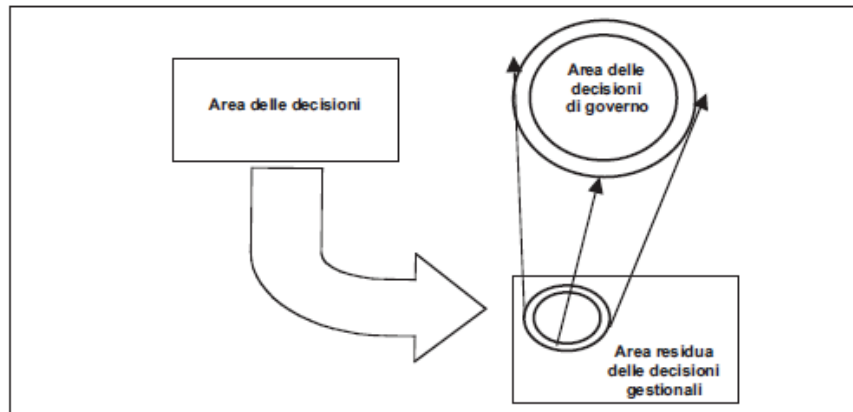 Area delle decisioni
Area delle
decisioni
di governo
Area residua
delle decisioni
gestionali